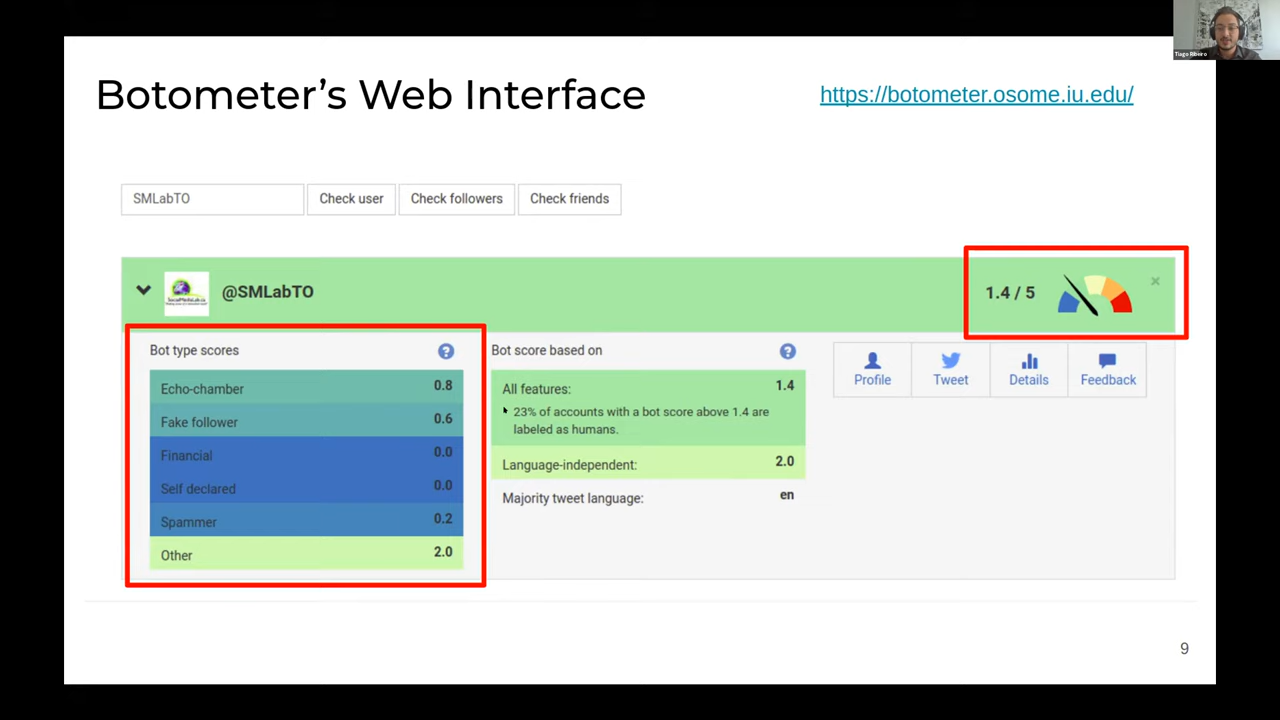 Tiago Ribeiro
Botometer’s Web Interface
https://botometer.osome.iu.edu/
SMLabTO
Check user
Check followers
Check friends
@SMLabTO
1.4 / 5
×
Bot type scores
?
Echo-chamber 0.8
Fake follower 0.6
Financial 0.0
Self declared 0.0
Spammer 0.2
Other 2.0
Bot score based on
?
All features: 1.4
23% of accounts with a bot score above 1.4 are
labeled as humans.
Language-independent: 2.0
Majority tweet language: en
Profile
Tweet
Details
Feedback
9